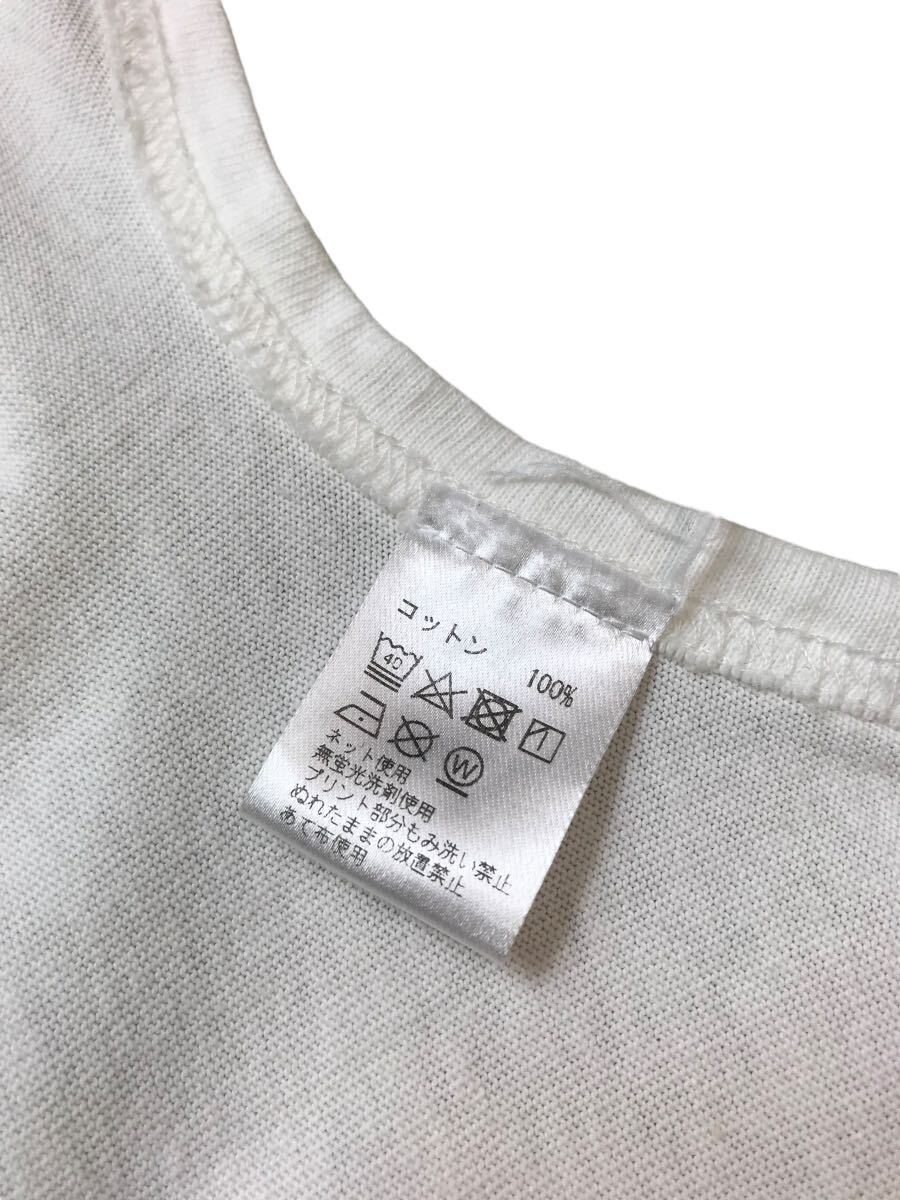 コットン 100%
40
W
ネット使用
無蛍光洗剤使用
プリント部分もみ洗い禁止
ぬれたままの放置禁止
あて布使用